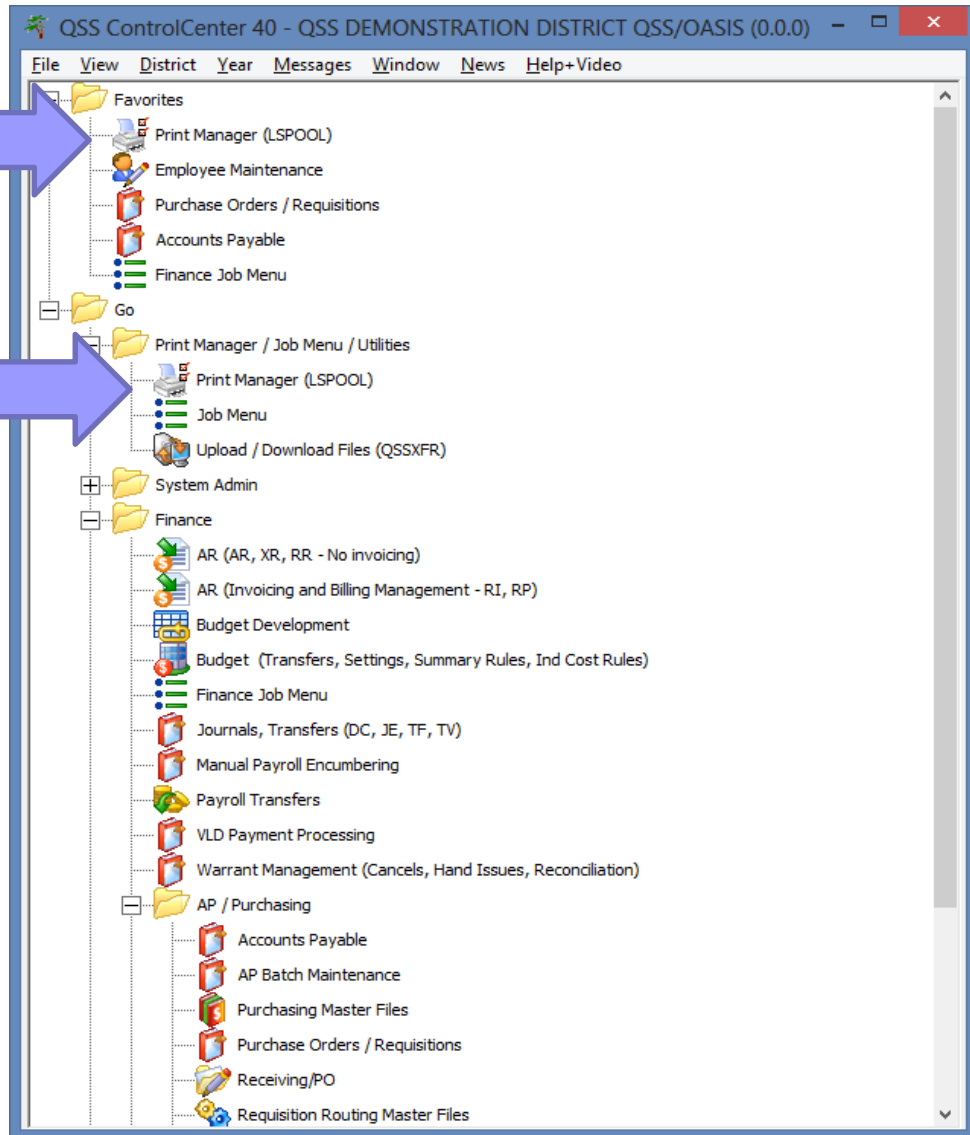 QSS ControlCenter 40 - QSS DEMONSTRATION DISTRICT QSS/OASIS (0.0.0)
File View District Year Messages Window News Help+Video
Favorites
Print Manager (LSPOOL)
Employee Maintenance
Purchase Orders / Requisitions
Accounts Payable
Finance Job Menu
Go
Print Manager / Job Menu / Utilities
Print Manager (LSPOOL)
Job Menu
Upload / Download Files (QSSXFR)
System Admin
Finance
AR (AR, XR, RR - No invoicing)
AR (Invoicing and Billing Management - RI, RP)
Budget Development
Budget (Transfers, Settings, Summary Rules, Ind Cost Rules)
Finance Job Menu
Journals, Transfers (DC, JE, TF, TV)
Manual Payroll Encumbering
Payroll Transfers
VLD Payment Processing
Warrant Management (Cancels, Hand Issues, Reconciliation)
AP / Purchasing
Accounts Payable
AP Batch Maintenance
Purchasing Master Files
Purchase Orders / Requisitions
Receiving/PO
Requisition Routing Master Files